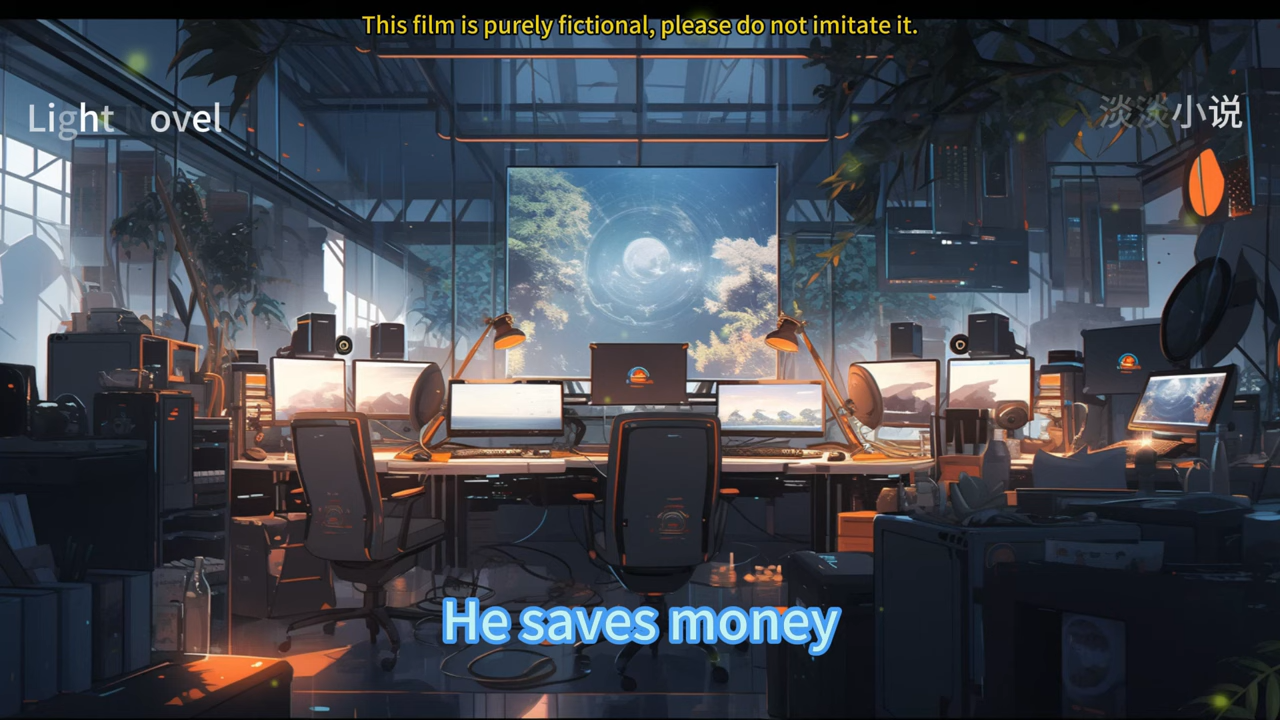 This film is purely fictional, please do not imitate it.
Light ovel
淡淡小说
He saves money